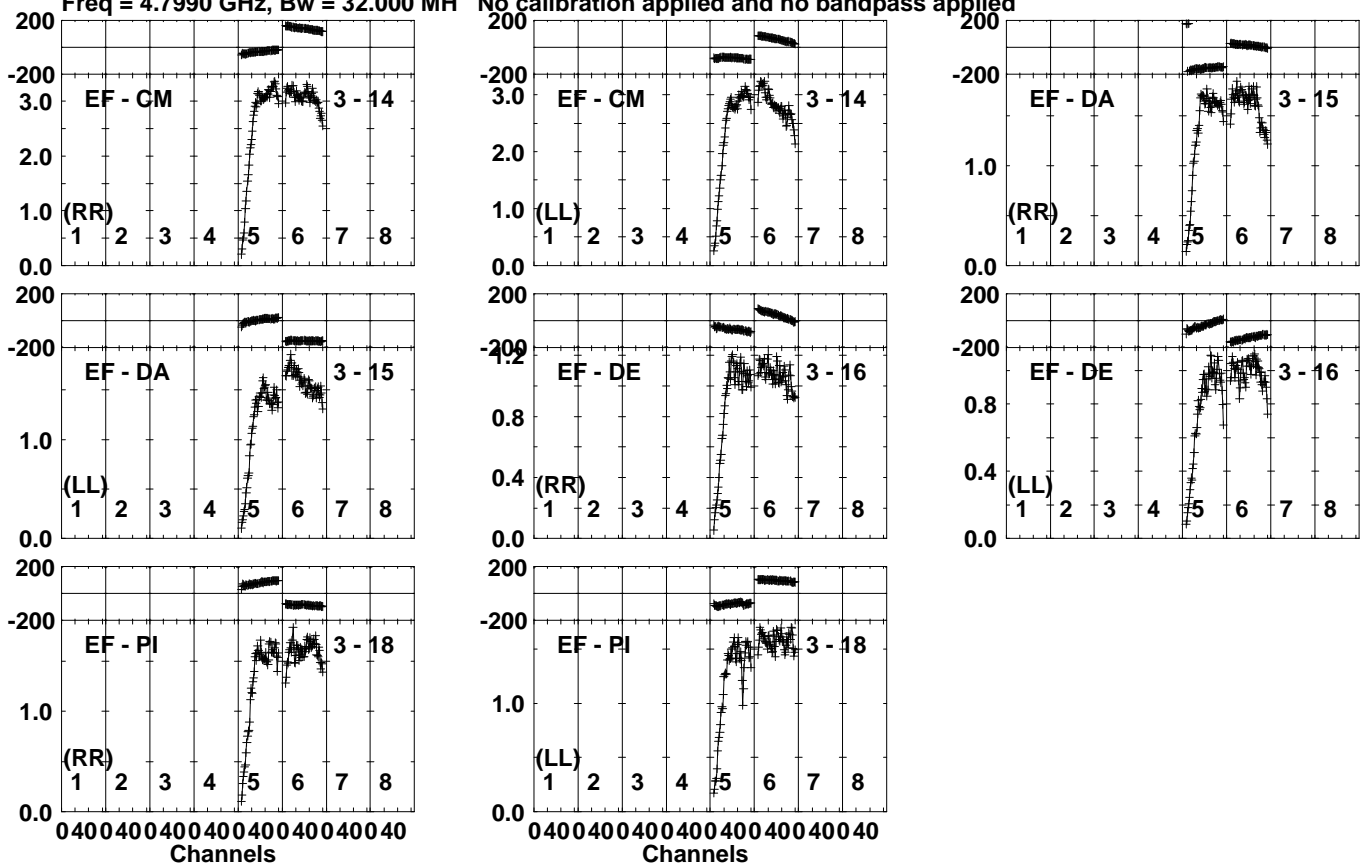 Freq = 4.7990 GHz, Bw = 32.000 MH No calibration applied and no bandpass applied
200
-200
3.0
2.0
1.0
0.0
EF - CM
3 - 14
(RR)
1 2 3 4 5 6 7 8
200
-200
3.0
2.0
1.0
0.0
EF - CM
3 - 14
(LL)
1 2 3 4 5 6 7 8
200
-200
1.0
0.0
EF - DA
3 - 15
(RR)
1 2 3 4 5 6 7 8
200
-200
1.0
0.0
EF - DA
3 - 15
(LL)
1 2 3 4 5 6 7 8
200
-200
1.2
0.8
0.4
0.0
EF - DE
3 - 16
(RR)
1 2 3 4 5 6 7 8
200
-200
0.8
0.4
0.0
EF - DE
3 - 16
(LL)
1 2 3 4 5 6 7 8
200
-200
1.0
0.0
EF - PI
3 - 18
(RR)
1 2 3 4 5 6 7 8
0 40 0 40 0 40 0 40 0 40 0 40 0 40 0 40
Channels
200
-200
1.0
0.0
EF - PI
3 - 18
(LL)
1 2 3 4 5 6 7 8
0 40 0 40 0 40 0 40 0 40 0 40 0 40 0 40
Channels